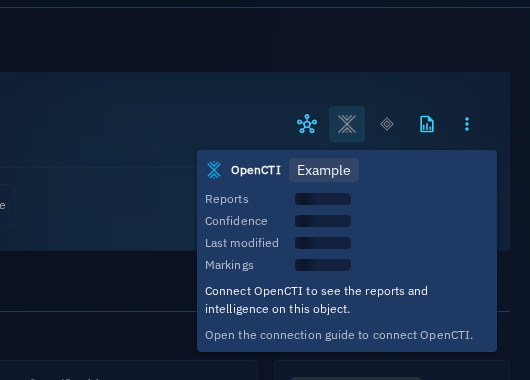 OpenCTI Example
Reports
Confidence
Last modified
Markings
Connect OpenCTI to see the reports and
intelligence on this object.
Open the connection guide to connect OpenCTI.